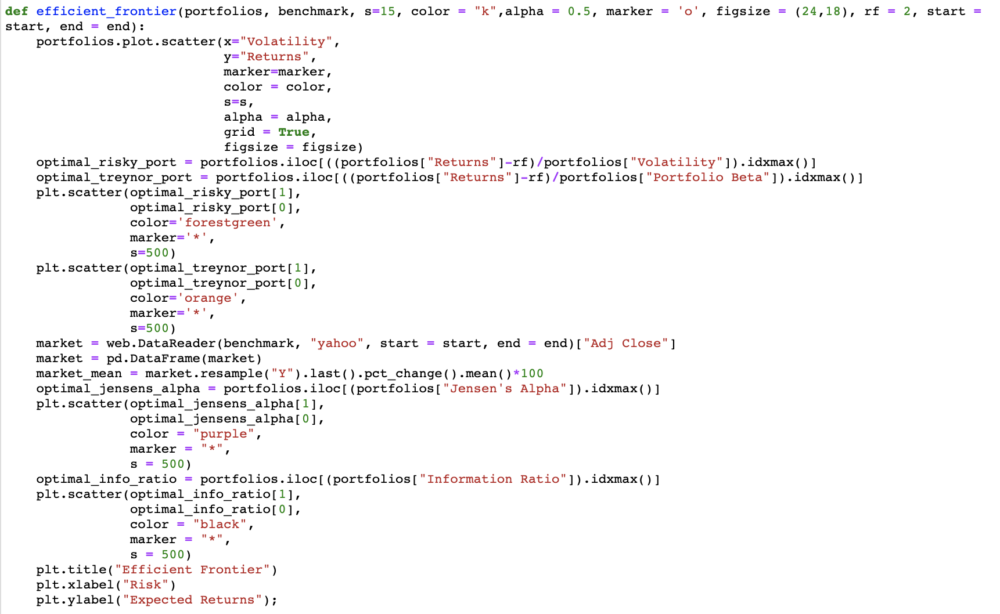 def efficient_frontier(portfolios, benchmark, s=15, color = "k",alpha = 0.5, marker = 'o', figsize = (24,18), rf = 2, start =
start, end = end):
    portfolios.plot.scatter(x="Volatility",
                            y="Returns",
                            marker=marker,
                            color = color,
                            s=s,
                            alpha = alpha,
                            grid = True,
                            figsize = figsize)
    optimal_risky_port = portfolios.iloc[((portfolios["Returns"]-rf)/portfolios["Volatility"]).idxmax()]
    optimal_treynor_port = portfolios.iloc[((portfolios["Returns"]-rf)/portfolios["Portfolio Beta"]).idxmax()]
    plt.scatter(optimal_risky_port[1],
                optimal_risky_port[0],
                color='forestgreen',
                marker='*',
                s=500)
    plt.scatter(optimal_treynor_port[1],
                optimal_treynor_port[0],
                color='orange',
                marker='*',
                s=500)
    market = web.DataReader(benchmark, "yahoo", start = start, end = end)["Adj Close"]
    market = pd.DataFrame(market)
    market_mean = market.resample("Y").last().pct_change().mean()*100
    optimal_jensens_alpha = portfolios.iloc[(portfolios["Jensen's Alpha"]).idxmax()]
    plt.scatter(optimal_jensens_alpha[1],
                optimal_jensens_alpha[0],
                color = "purple",
                marker = "*",
                s = 500)
    optimal_info_ratio = portfolios.iloc[(portfolios["Information Ratio"]).idxmax()]
    plt.scatter(optimal_info_ratio[1],
                optimal_info_ratio[0],
                color = "black",
                marker = "*",
                s = 500)
    plt.title("Efficient Frontier")
    plt.xlabel("Risk")
    plt.ylabel("Expected Returns");